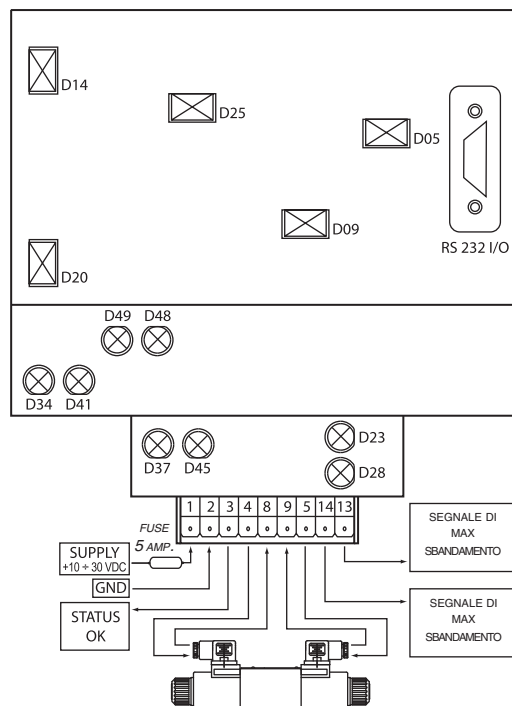 D14
D25
D05
D09
RS 232 I/O
D20
D49 D48
D34 D41
D23
D37 D45
D28
1 2 3 4 8 9 5 14 13
FUSE
5 AMP.
SUPPLY
+10 ÷ 30 VDC
GND
STATUS
OK
SEGNALE DI
MAX
SBANDAMENTO
SEGNALE DI
MAX
SBANDAMENTO